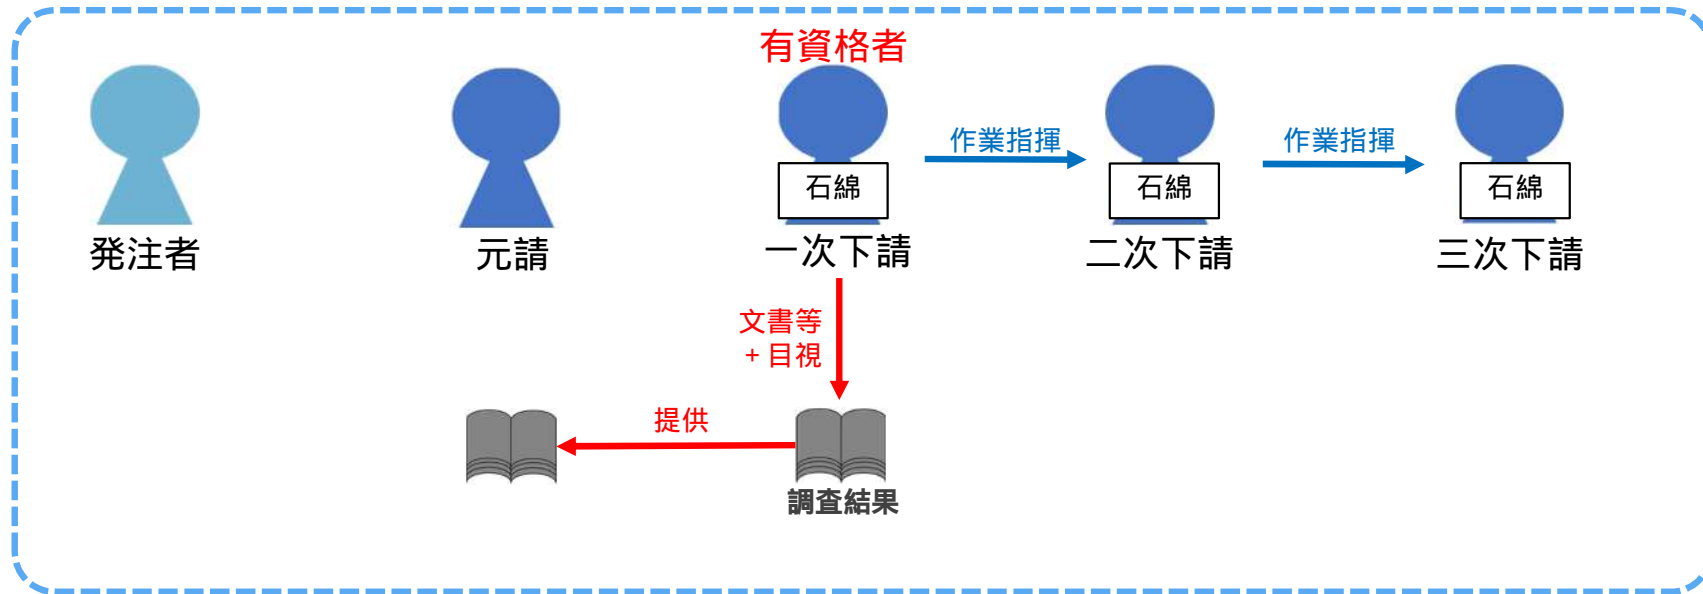 有資格者
作業指揮
作業指揮
石綿
石綿
石綿
発注者
元請
一次下請
二次下請
三次下請
文書等
+目視
提供
調査結果